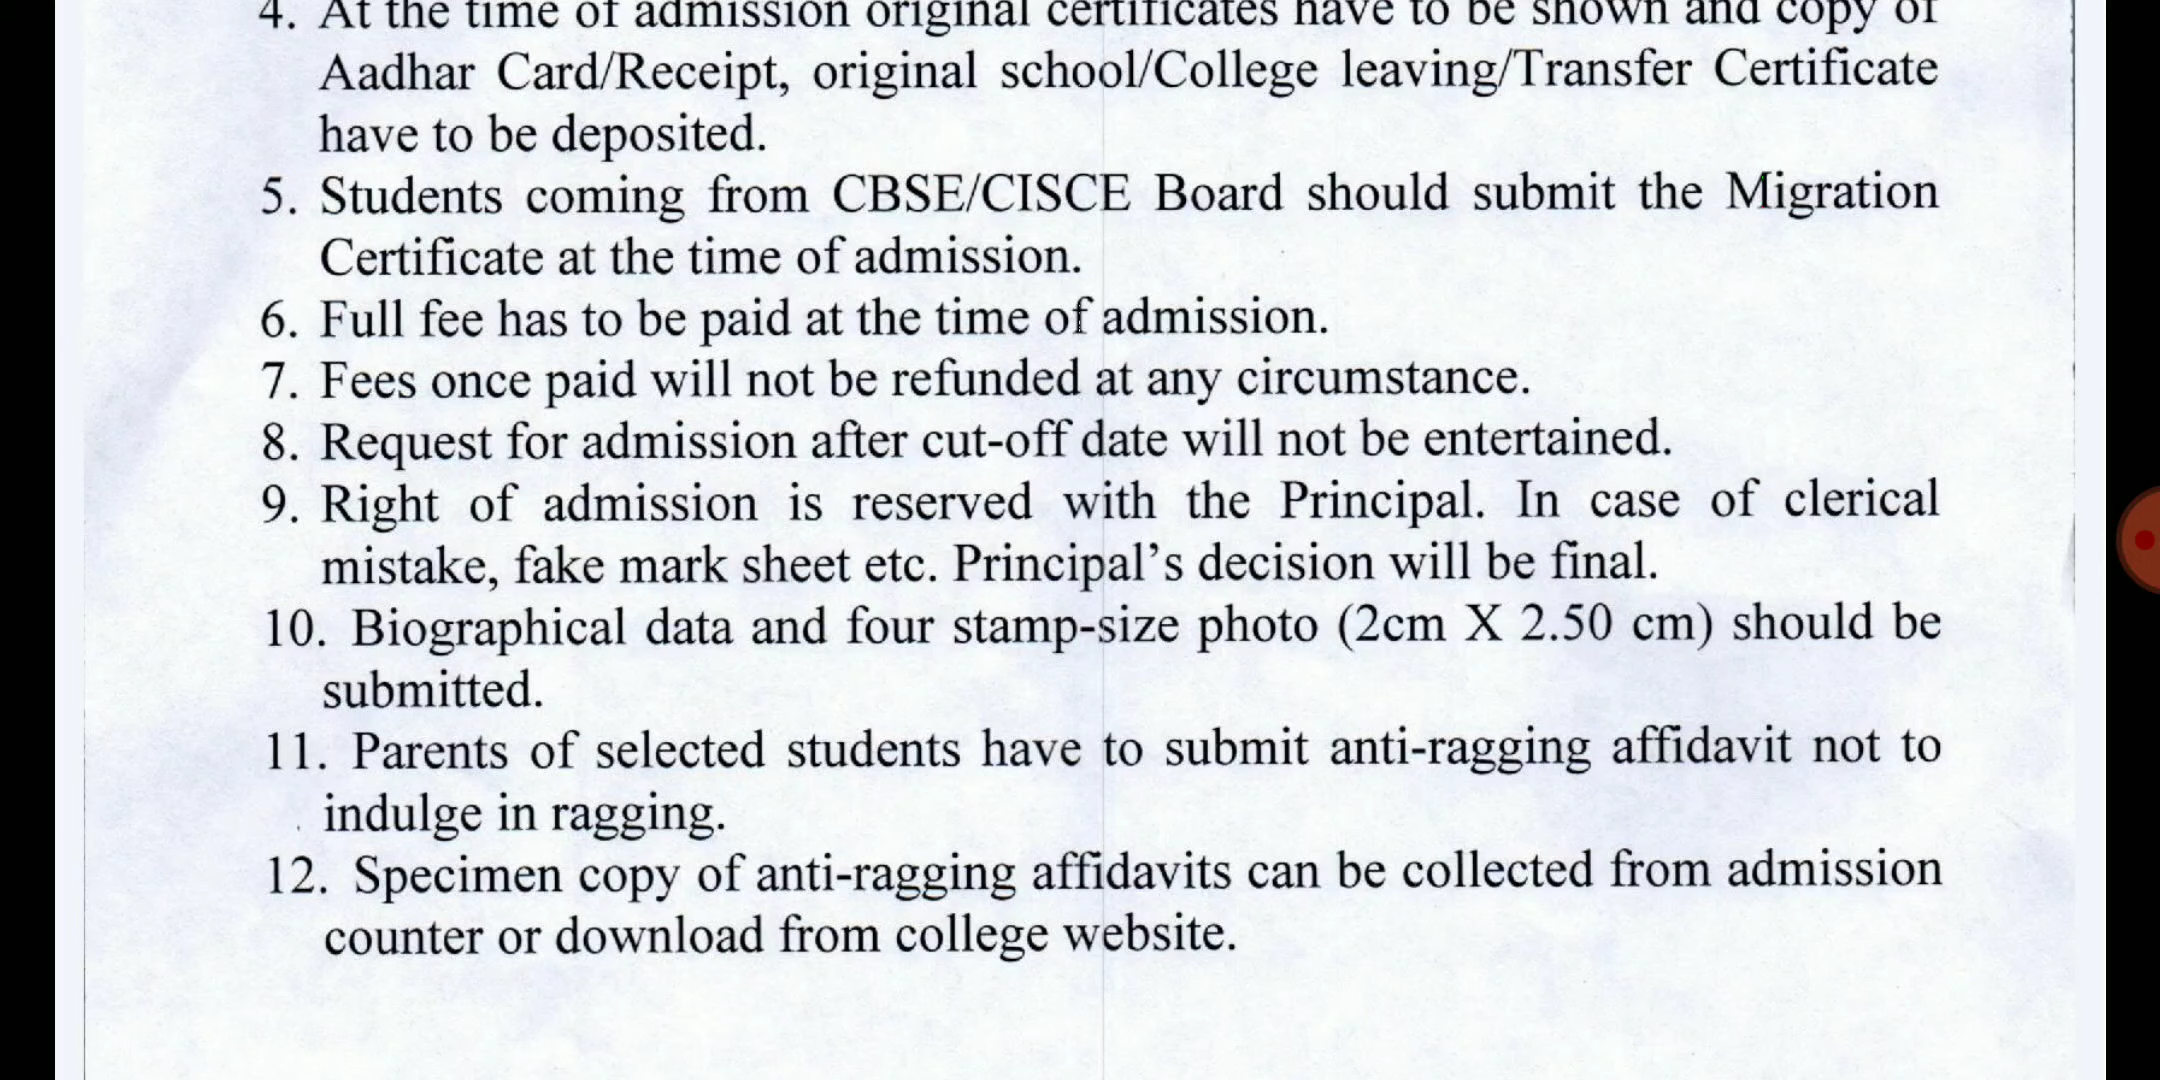 4. At the time of admission original certificates have to be shown and copy of
Aadhar Card/Receipt, original school/College leaving/Transfer Certificate
have to be deposited.
5. Students coming from CBSE/CISCE Board should submit the Migration
Certificate at the time of admission.
6. Full fee has to be paid at the time of admission.
7. Fees once paid will not be refunded at any circumstance.
8. Request for admission after cut-off date will not be entertained.
9. Right of admission is reserved with the Principal. In case of clerical
mistake, fake mark sheet etc. Principal’s decision will be final.
10. Biographical data and four stamp-size photo (2cm X 2.50 cm) should be
submitted.
11. Parents of selected students have to submit anti-ragging affidavit not to
indulge in ragging.
12. Specimen copy of anti-ragging affidavits can be collected from admission
counter or download from college website.